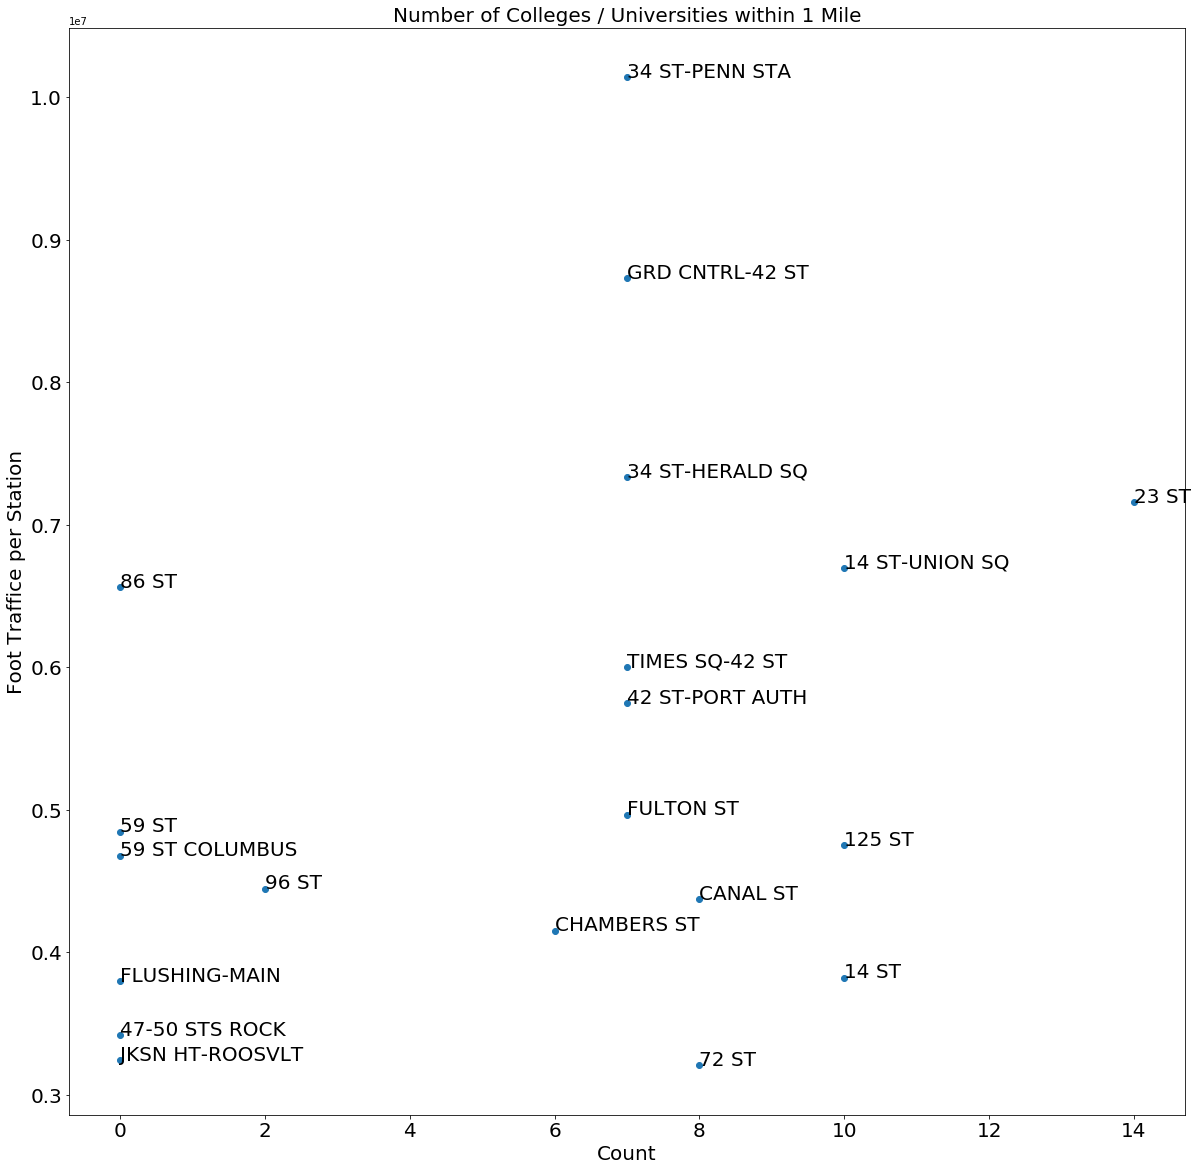 Number of Colleges / Universities within 1 Mile
1e7
34 ST-PENN STA
1.0
GRD CNTRL-42 ST
0.9
0.8
34 ST-HERALD SQ
23 ST
0.7
14 ST-UNION SQ
86 ST
TIMES SQ-42 ST
0.6
42 ST-PORT AUTH
Foot Traffice per Station
FULTON ST
0.5
59 ST
125 ST
59 ST COLUMBUS
96 ST
CANAL ST
CHAMBERS ST
0.4
FLUSHING-MAIN
14 ST
47-50 STS ROCK
JKSN HT-ROOSVLT
72 ST
0.3
0 2 4 6 8 10 12 14
Count